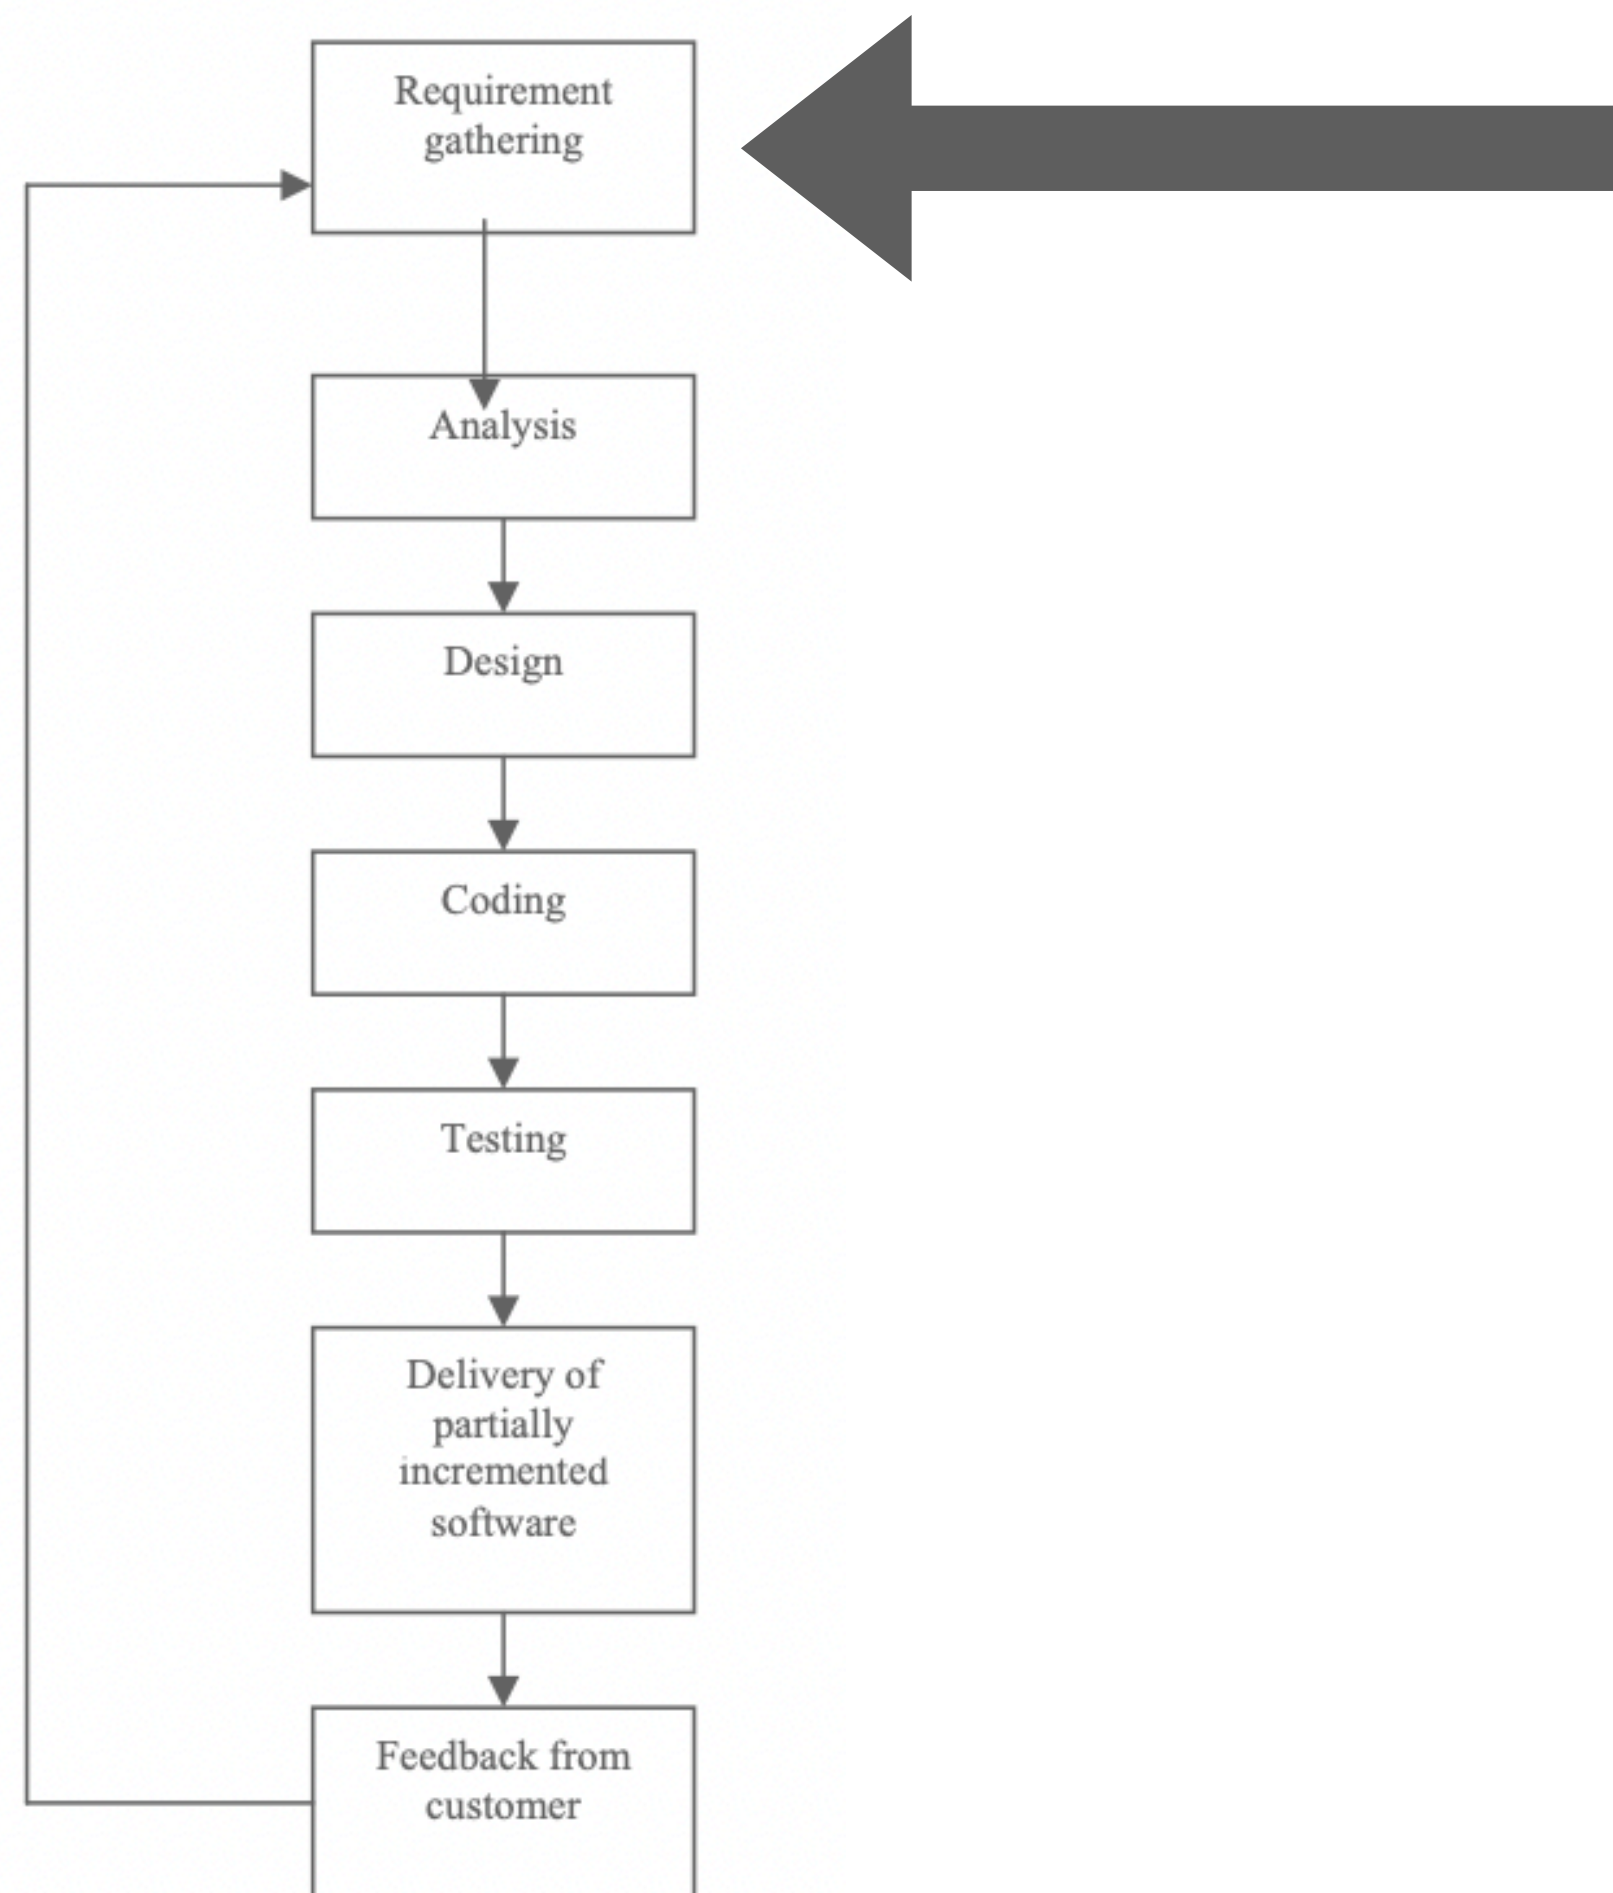 Requirement
gathering
Analysis
Design
Coding
Testing
Delivery of
partially
incremented
software
Feedback from
customer